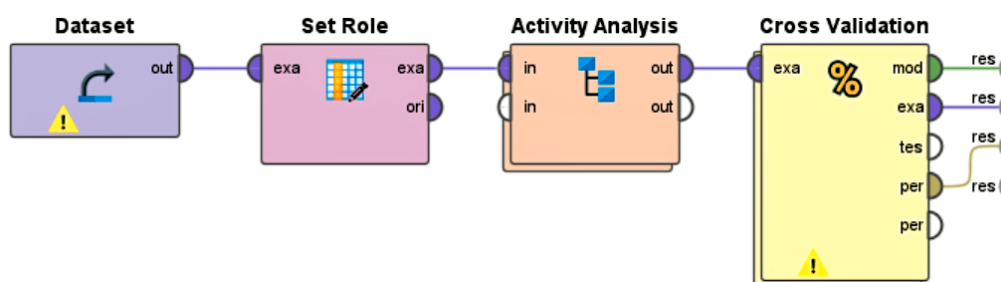 Dataset
Set Role
Activity Analysis
Cross Validation
out
exa
exa
ori
in
out
in
out
exa
mod
exa
tes
per
per
res
res
res
res